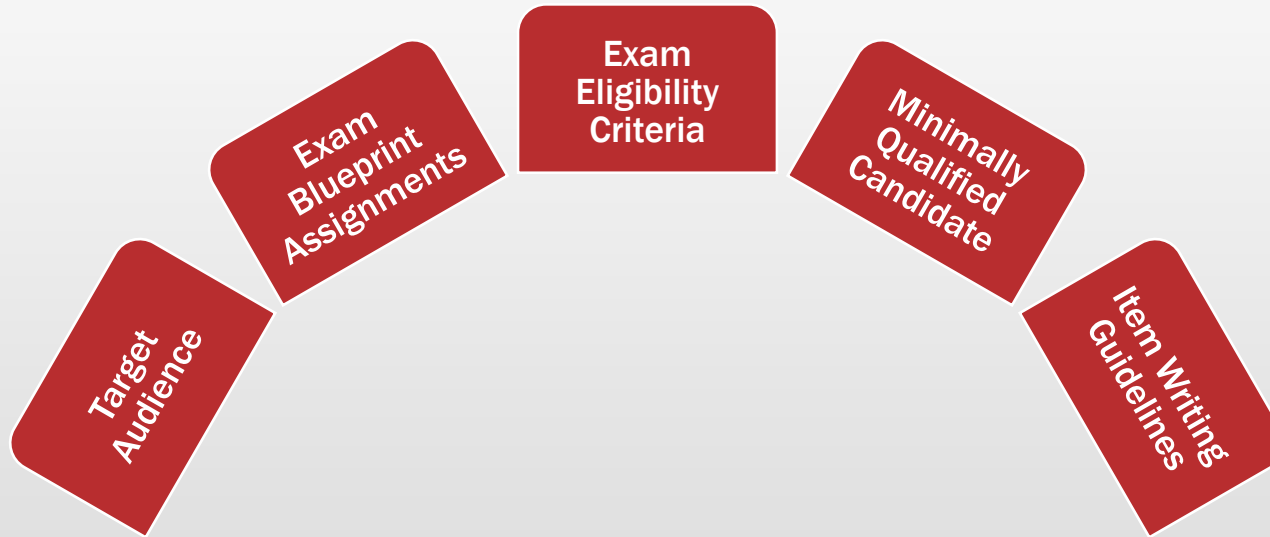 Target
Audience
Exam
Blueprint
Assignments
Exam
Eligibility
Criteria
Minimally
Qualified
Candidate
Item Writing
Guidelines